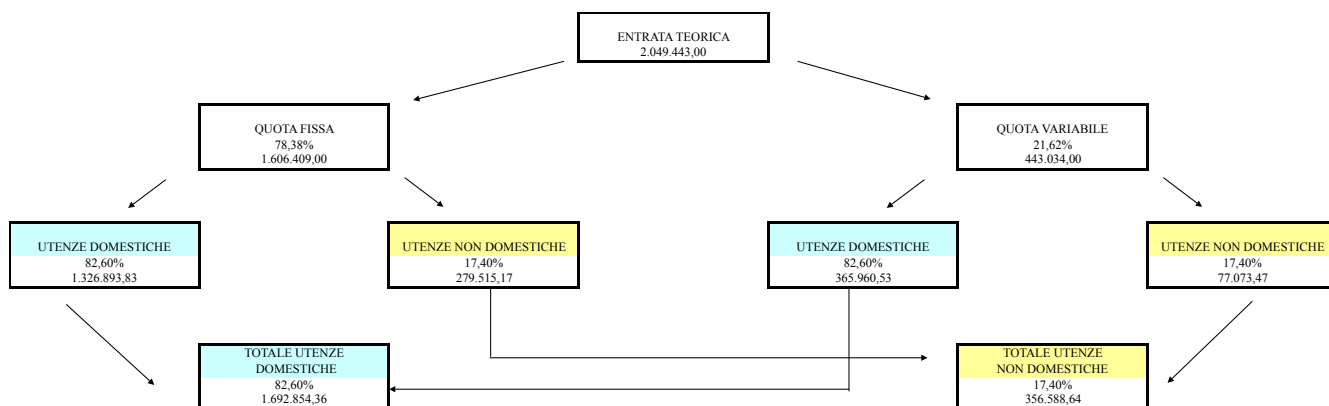 ENTRATA TEORICA
2.049.443,00
QUOTA FISSA
78,38%
1.606.409,00
QUOTA VARIABILE
21,62%
443.034,00
UTENZE DOMESTICHE
82,60%
1.326.893,83
UTENZE NON DOMESTICHE
17,40%
279.515,17
UTENZE DOMESTICHE
82,60%
365.960,53
UTENZE NON DOMESTICHE
17,40%
77.073,47
TOTALE UTENZE
DOMESTICHE
82,60%
1.692.854,36
TOTALE UTENZE
NON DOMESTICHE
17,40%
356.588,64